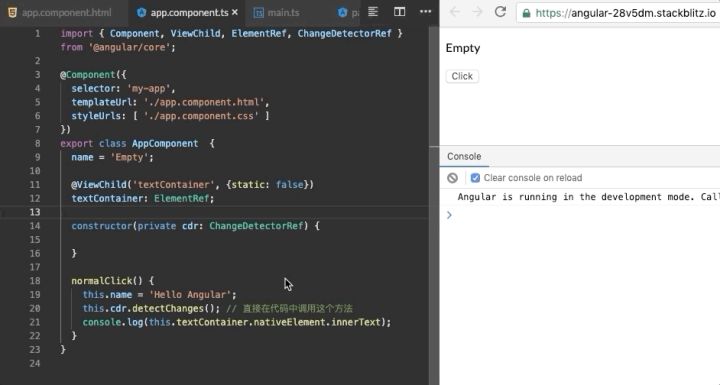 app.component.html
app.component.ts
main.ts
https://angular-28v5dm.stackblitz.io
1 import { Component, ViewChild, ElementRef, ChangeDetectorRef }
from '@angular/core';
2
3 @Component({
4 selector: 'my-app',
5 templateUrl: './app.component.html',
6 styleUrls: [ './app.component.css' ]
7 })
8 export class AppComponent  {
9 name = 'Empty';
10
11 @ViewChild('textContainer', {static: false})
12 textContainer: ElementRef;
13
14 constructor(private cdr: ChangeDetectorRef) {
15
16 }
17
18 normalClick() {
19 this.name = 'Hello Angular';
20 this.cdr.detectChanges(); // 直接在代码中调用这个方法
21 console.log(this.textContainer.nativeElement.innerText);
22 }
23 }
24
Empty
Click
Console
Clear console on reload
Angular is running in the development mode. Call